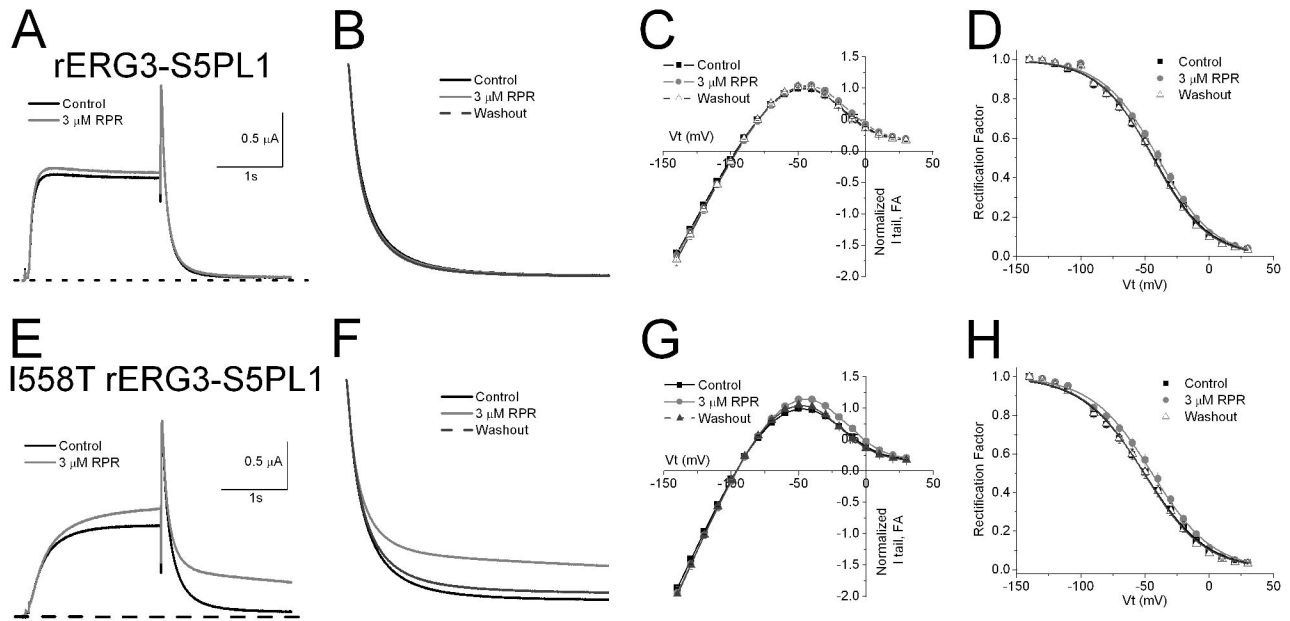 A
rERG3-S5PL1
Control
3 μM RPR
0.5 μA
1s
B
Control
3 μM RPR
Washout
C
Control
3 μM RPR
Washout
Vt (mV)
1.5
1.0
0.5
0.0
-0.5
-1.0
-1.5
-2.0
-150
-100
-50
0
50
Normalized
I tail, FA
D
Control
3 μM RPR
Washout
Rectification Factor
1.0
0.8
0.6
0.4
0.2
0.0
-150
-100
-50
0
50
Vt (mV)
E
I558T rERG3-S5PL1
Control
3 μM RPR
0.5 μA
1s
F
Control
3 μM RPR
Washout
G
Control
3 μM RPR
Washout
Vt (mV)
1.5
1.0
0.5
0.0
-0.5
-1.0
-1.5
-2.0
-150
-100
-50
0
50
Normalized
I tail, FA
H
Control
3 μM RPR
Washout
Rectification Factor
1.0
0.8
0.6
0.4
0.2
0.0
-150
-100
-50
0
50
Vt (mV)